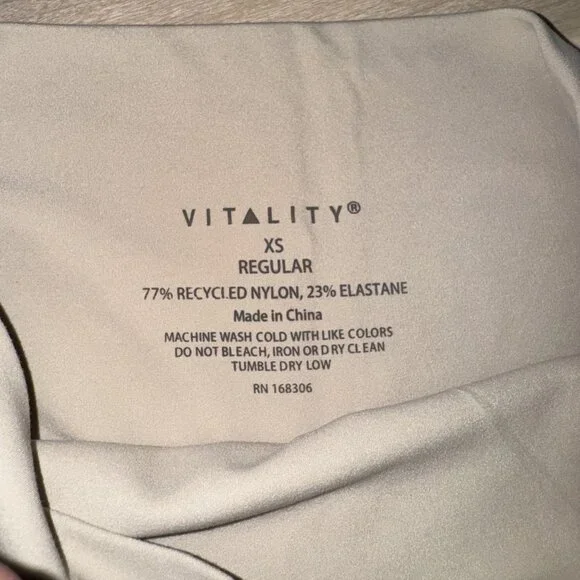 VITALITY®
XS
REGULAR
77% RECYCLED NYLON, 23% ELASTANE
Made in China
MACHINE WASH COLD WITH LIKE COLORS
DO NOT BLEACH, IRON OR DRY CLEAN
TUMBLE DRY LOW
RN 168306